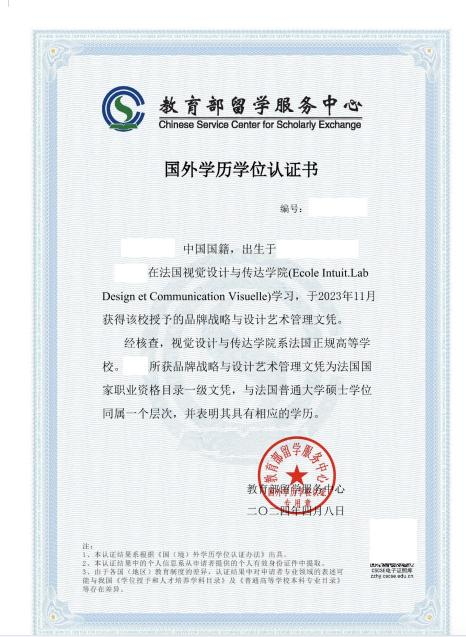 教育部留学服务中心
Chinese Service Center for Scholarly Exchange
国外学历学位认证书
编号：
中国国籍，出生于
在法国视觉设计与传达学院(Ecole Intuit.Lab
Design et Communication Visuelle)学习，于2023年11月
获得该校授予的品牌战略与设计艺术管理文凭。
经核查，视觉设计与传达学院系法国正规高等学
校。 所获品牌战略与设计艺术管理文凭为法国国
家职业资格目录一级文凭，与法国普通大学硕士学位
同属一个层次，并表明其具有相应的学历。
教育部留学服务中心
国外学历学位认证
专用章
教育部留学服务中心
二〇二四年四月八日
注：
1、本认证结果系根据《国（境）外学历学位认证办法》出具。
2、本认证结果中的个人信息系从申请者提供的个人有效身份证件中提取。
3、由于各国（地区）教育制度的差异，认证结果中对申请者专业领域的表述可
能与我国《学位授予和人才培养学科目录》及《普通高等学校本科专业目录》
等存在差异。
CSCSE电子证照库
zzhy.cscse.edu.cn